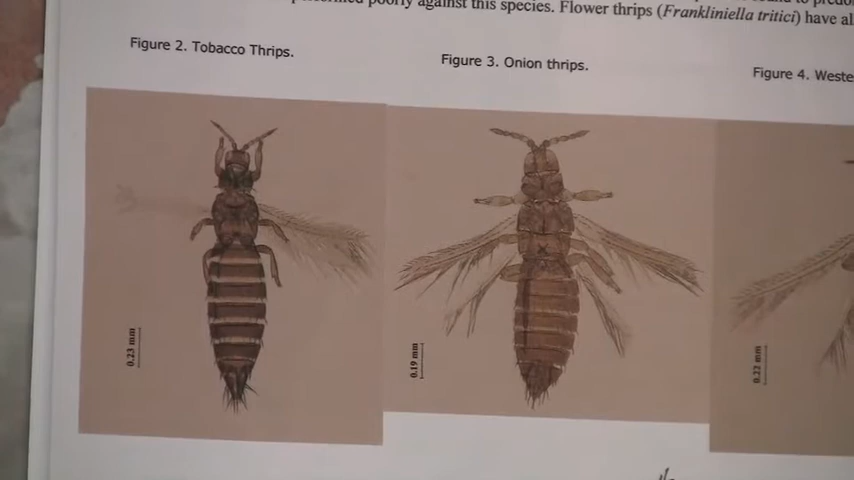 poorly against this species. Flower thrips (Frankliniella tritici) have al
Figure 2. Tobacco Thrips.
Figure 3. Onion thrips.
Figure 4. Weste
0.23 mm
0.19 mm
0.22 mm